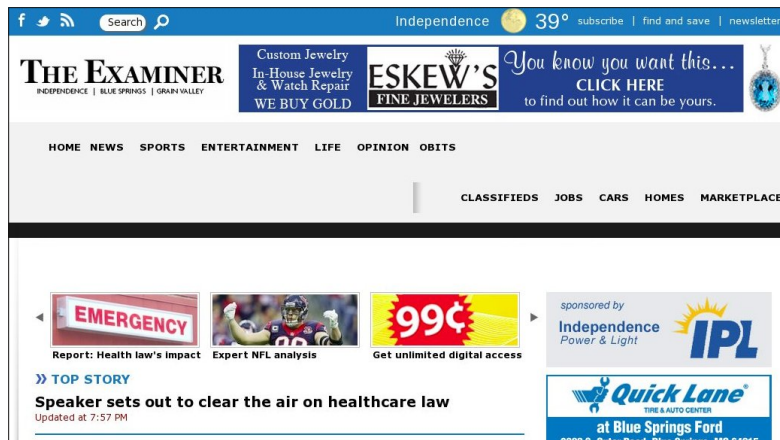 f
Search
Independence 39° subscribe | find and save | newsletter
THE EXAMINER
INDEPENDENCE | BLUE SPRINGS | GRAIN VALLEY
Custom Jewelry
In-House Jewelry
& Watch Repair
WE BUY GOLD
ESKEW'S
FINE JEWELERS
You know you want this...
CLICK HERE
to find out how it can be yours.
HOME NEWS SPORTS ENTERTAINMENT LIFE OPINION OBITS
CLASSIFIEDS JOBS CARS HOMES MARKETPLACE
EMERGENCY
Report: Health law's impact
Expert NFL analysis
99¢
Get unlimited digital access
sponsored by
Independence
Power & Light
IPL
» TOP STORY
Speaker sets out to clear the air on healthcare law
Updated at 7:57 PM
Quick Lane
TIRE & AUTO CENTER
at Blue Springs Ford